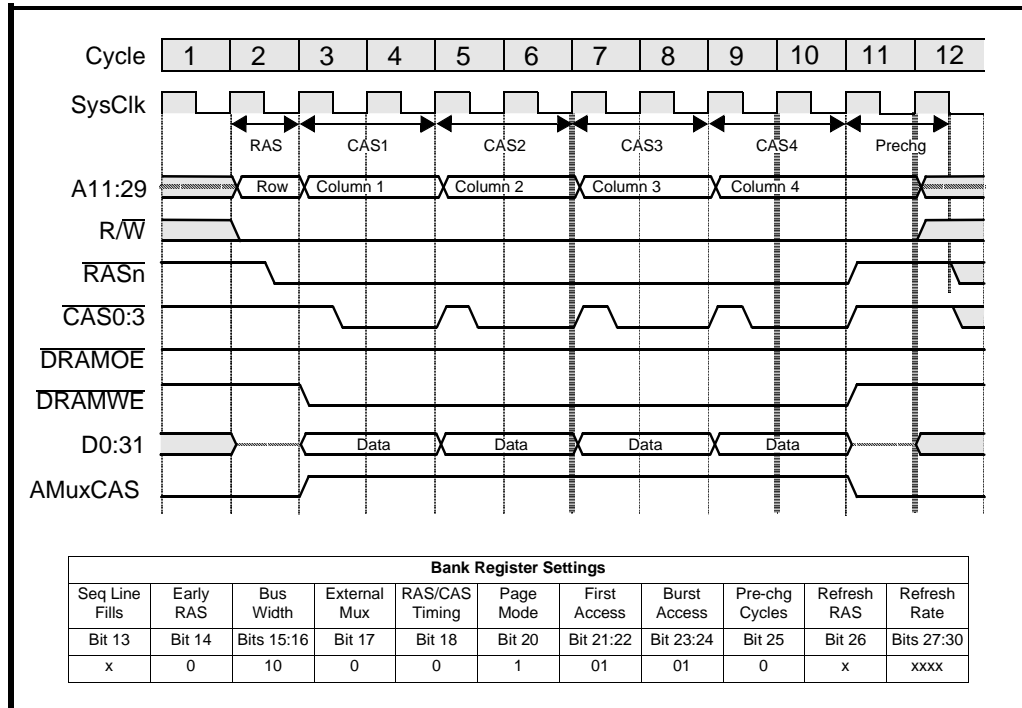 Cycle 1 2 3 4 5 6 7 8 9 10 11 12
SysClk
RAS CAS1 CAS2 CAS3 CAS4 Prechg
A11:29 Row Column 1 Column 2 Column 3 Column 4
R/W̅
R̅A̅S̅n̅
C̅A̅S̅0̅:̅3̅
D̅R̅A̅M̅O̅E̅
D̅R̅A̅M̅W̅E̅
D0:31 Data Data Data Data
AMuxCAS
Bank Register Settings
Seq Line Early Bus External RAS/CAS Page First Burst Pre-chg Refresh Refresh
Fills RAS Width Mux Timing Mode Access Access Cycles RAS Rate
Bit 13 Bit 14 Bits 15:16 Bit 17 Bit 18 Bit 20 Bit 21:22 Bit 23:24 Bit 25 Bit 26 Bits 27:30
x 0 10 0 0 1 01 01 0 x xxxx